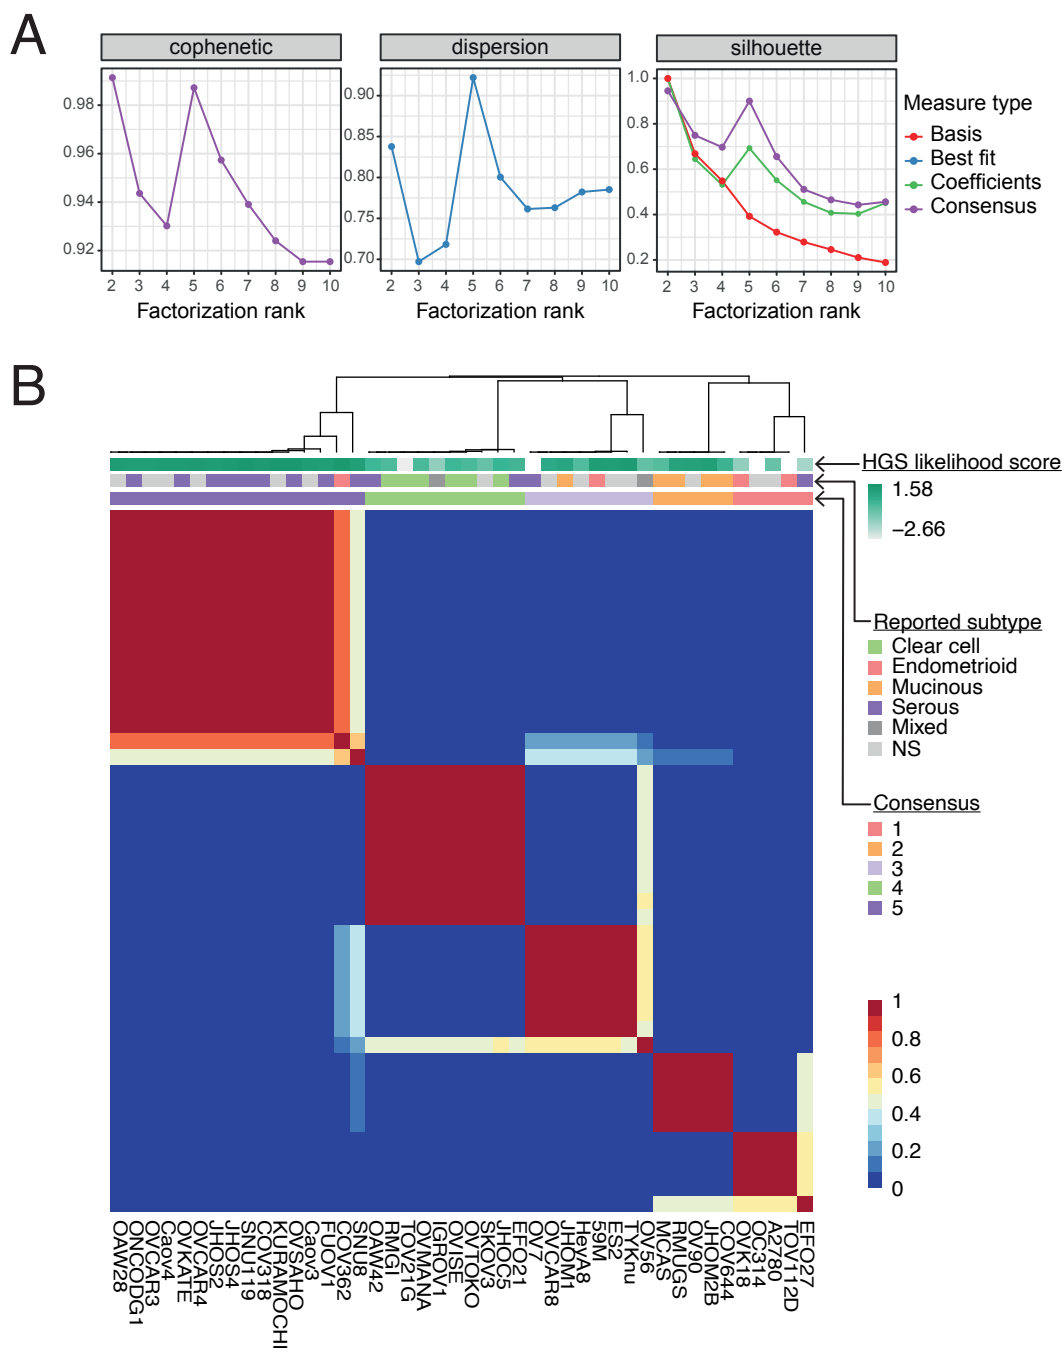 A
cophenetic
dispersion
silhouette
0.98
0.96
0.94
0.92
2 3 4 5 6 7 8 9 10
Factorization rank
0.90
0.85
0.80
0.75
0.70
2 3 4 5 6 7 8 9 10
Factorization rank
1.0
0.8
0.6
0.4
0.2
2 3 4 5 6 7 8 9 10
Factorization rank
Measure type
Basis
Best fit
Coefficients
Consensus
B
HGS likelihood score
1.58
−2.66
Reported subtype
Clear cell
Endometrioid
Mucinous
Serous
Mixed
NS
Consensus
1
2
3
4
5
1
0.8
0.6
0.4
0.2
0
OAW28
ONCODG1
OVCAR3
Caov4
OVKATE
OVCAR4
JHOS2
JHOS4
SNU119
COV318
KURAMOCHI
OVSAHO
Caov3
FUOV1
COV362
SNU8
OAW42
RMGI
TOV21G
OVMANA
IGROV1
OVISE
OVTOKO
SKOV3
JHOC5
EFO21
OV7
OVCAR8
JHOM1
HeyA8
59M
ES2
TYKnu
OV56
MCAS
RMUGS
OV90
JHOM2B
COV644
OVK18
OC314
A2780
TOV112D
EFO27